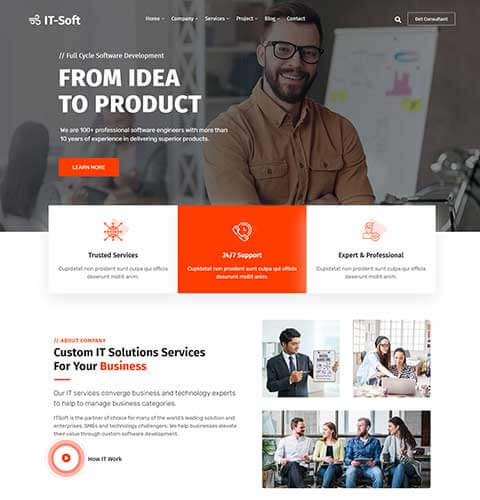 IT-Soft
Home Company Services Project Blog Contact
Get Consultant
// Full Cycle Software Development
FROM IDEA
TO PRODUCT
We are 100+ professional software engineers with more than
10 years of experience in delivering superior products.
LEARN MORE
Trusted Services
Cupidatat non proident sunt culpa qui officia
deserunt mollit anim.
24/7 Support
Cupidatat non proident sunt culpa qui officia
deserunt mollit anim.
Expert & Professional
Cupidatat non proident sunt culpa qui officia
deserunt mollit anim.
// ABOUT COMPANY
Custom IT Solutions Services
For Your Business
Our IT services converge business and technology experts
to help to manage business categories.
ITSoft is the partner of choice for many of the world's leading solution and
enterprises, SMEs and technology challengers. We help businesses elevate
their value through custom software development.
How IT Work